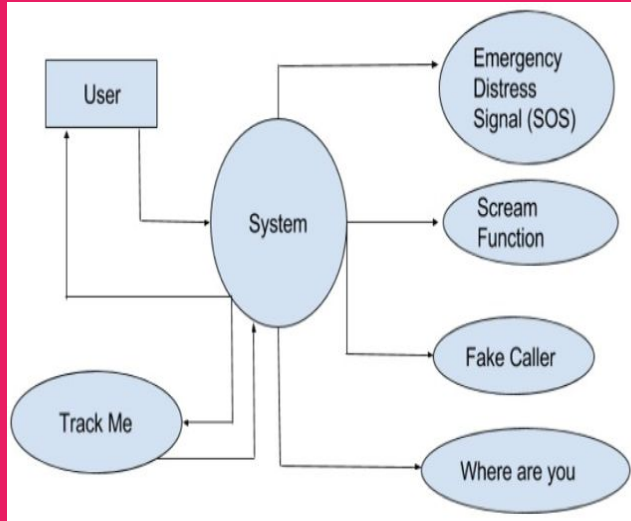 User
Emergency
Distress
Signal (SOS)
System
Scream
Function
Fake Caller
Track Me
Where are you